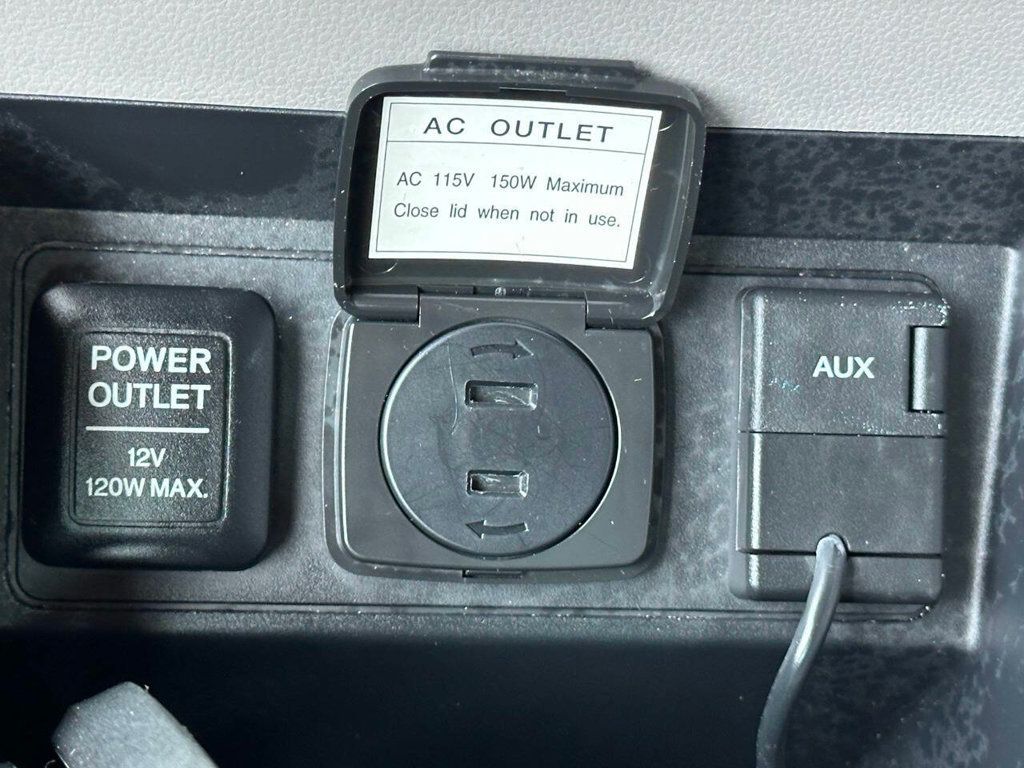 AC OUTLET
AC 115V 150W Maximum
Close lid when not in use.
POWER
OUTLET
12V
120W MAX.
AUX